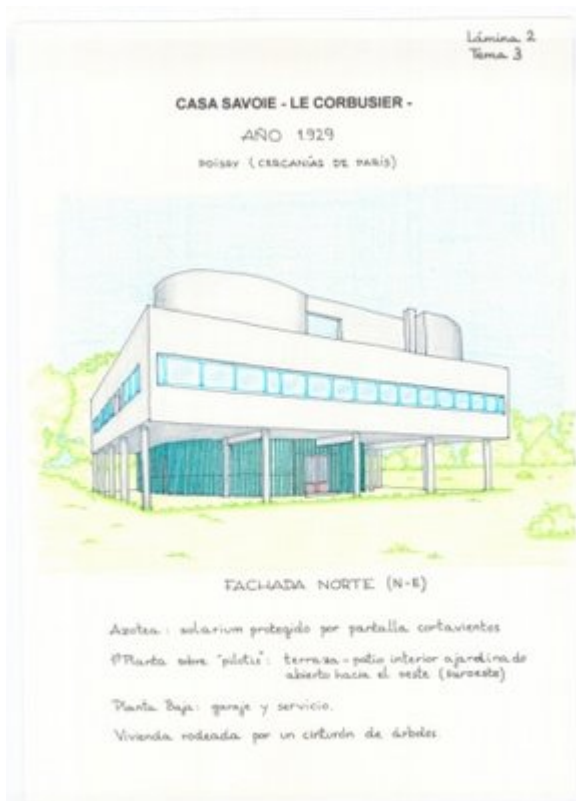 Lámina 2
Tema 3
CASA SAVOIE - LE CORBUSIER -
AÑO 1929
POISSY (CERCANÍAS DE PARÍS)
FACHADA NORTE (N-E)
Azotea: solarium protegido por pantalla cortavientos
1ª Planta sobre "pilotis": terraza-patio interior ajardinado
abierto hacia el oeste (suroeste)
Planta Baja: garaje y servicio.
Vivienda rodeada por un cinturón de árboles.